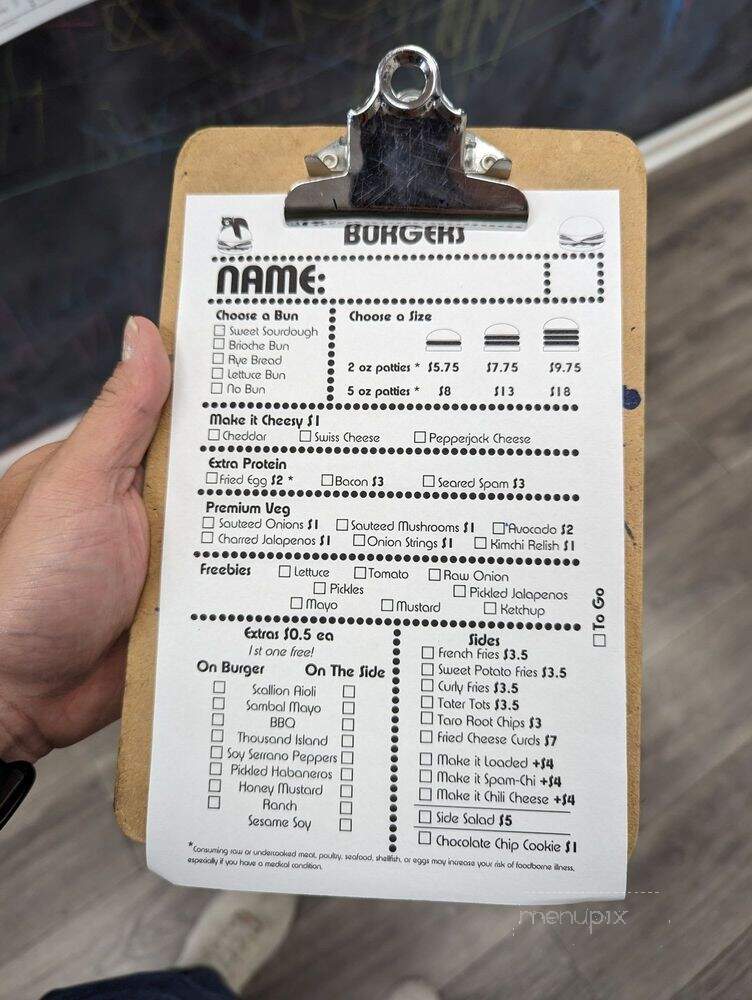 BURGERS
NAME:
Choose a Bun
Sweet Sourdough
Brioche Bun
Rye Bread
Lettuce Bun
No Bun
Choose a Size
2 oz patties * $5.75 $7.75 $9.75
5 oz patties * $8 $13 $18
Make it Cheesy $1
Cheddar Swiss Cheese Pepperjack Cheese
Extra Protein
Fried Egg $2 * Bacon $3 Seared Spam $3
Premium Veg
Sauteed Onions $1 Sauteed Mushrooms $1 Avocado $2
Charred Jalapenos $1 Onion Strings $1 Kimchi Relish $1
Freebies Lettuce Tomato Raw Onion
Pickles Pickled Jalapenos
Mayo Mustard Ketchup
To Go
Extras $0.5 ea
1st one free!
On Burger On The Side
Scallion Aioli
Sambal Mayo
BBQ
Thousand Island
Soy Serrano Peppers
Pickled Habaneros
Honey Mustard
Ranch
Sesame Soy
Sides
French Fries $3.5
Sweet Potato Fries $3.5
Curly Fries $3.5
Tater Tots $3.5
Taro Root Chips $3
Fried Cheese Curds $7
Make it Loaded +$4
Make it Spam-Chi +$4
Make it Chili Cheese +$4
Side Salad $5
Chocolate Chip Cookie $1
*Consuming raw or undercooked meat, poultry, seafood, shellfish, or eggs may increase your risk of foodborne illness,
especially if you have a medical condition.
menupix